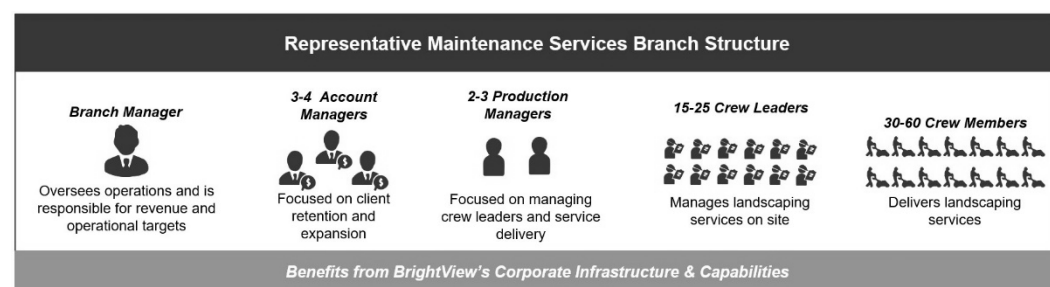 Representative Maintenance Services Branch Structure
Branch Manager
Oversees operations and is
responsible for revenue and
operational targets
3-4 Account
Managers
Focused on client
retention and
expansion
2-3 Production
Managers
Focused on managing
crew leaders and service
delivery
15-25 Crew Leaders
Manages landscaping
services on site
30-60 Crew Members
Delivers landscaping
services
Benefits from BrightView's Corporate Infrastructure & Capabilities